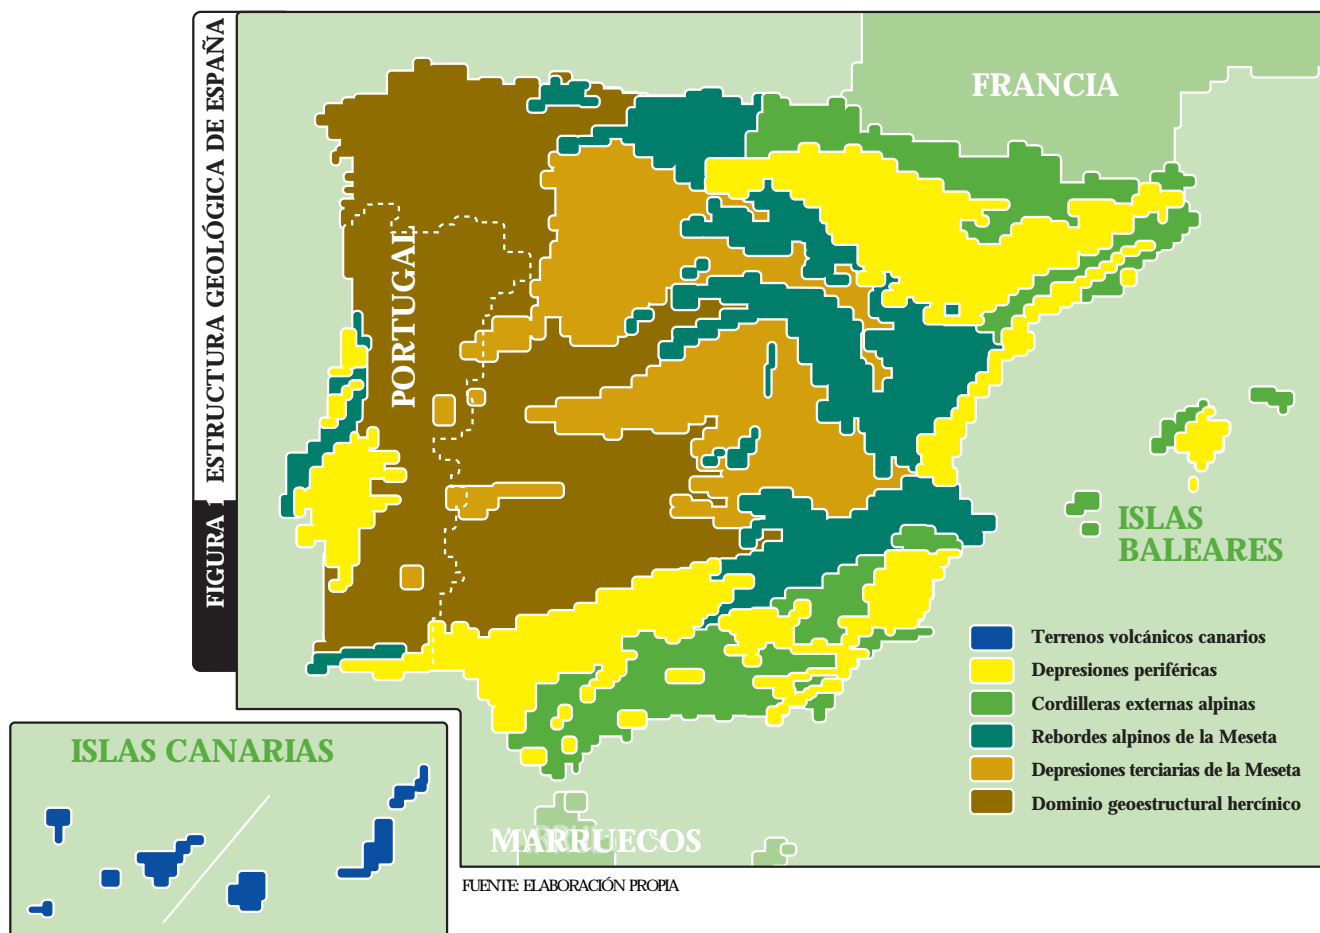 FIGURA 1 ESTRUCTURA GEOLÓGICA DE ESPAÑA
FRANCIA
PORTUGAL
ISLAS
BALEARES
Terrenos volcánicos canarios
Depresiones periféricas
Cordilleras externas alpinas
Rebordes alpinos de la Meseta
Depresiones terciarias de la Meseta
Dominio geoestructural hercínico
ISLAS CANARIAS
MARRUECOS
FUENTE: ELABORACIÓN PROPIA